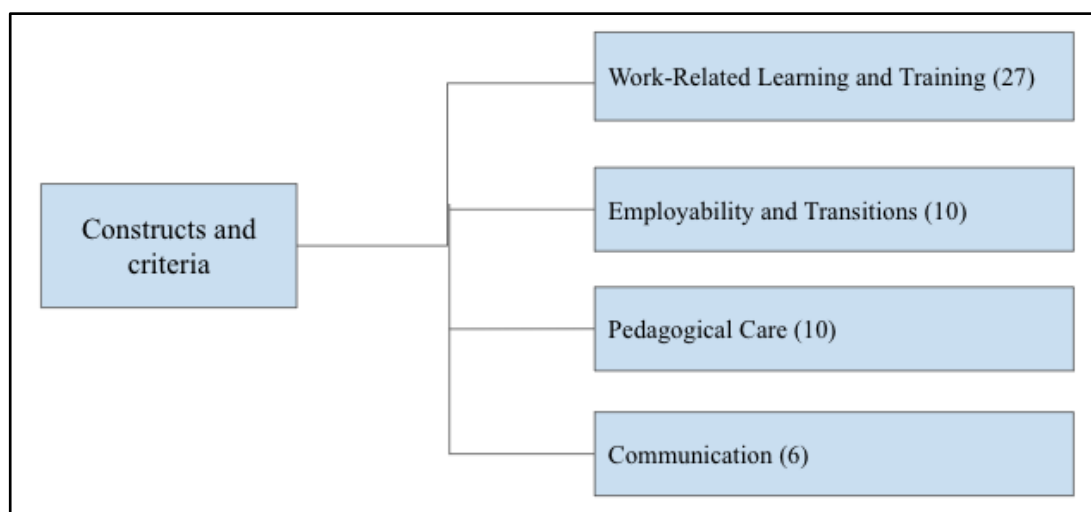 Constructs and
criteria
Work-Related Learning and Training (27)
Employability and Transitions (10)
Pedagogical Care (10)
Communication (6)